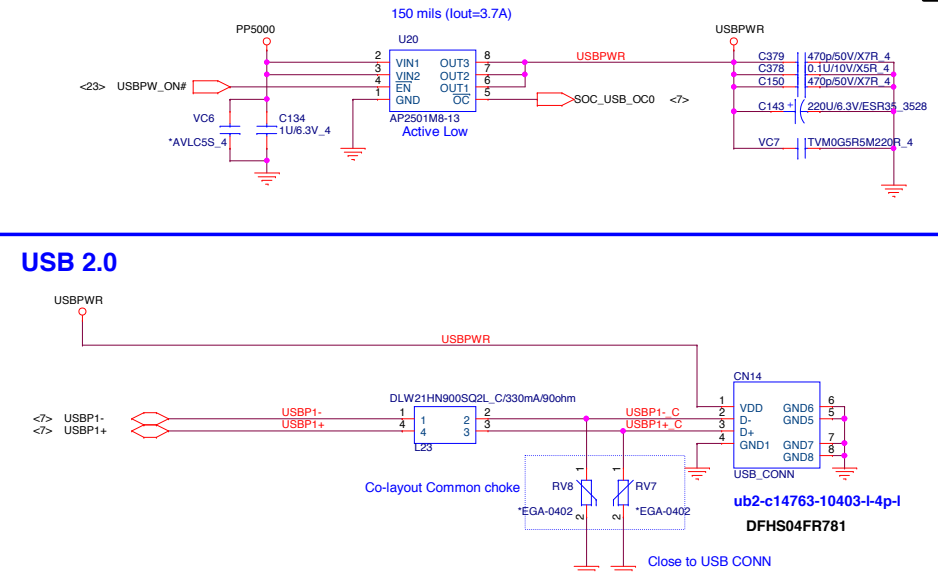 150 mils (Iout=3.7A)
PP5000
USBPWR
U20
2 VIN1 OUT3 8 USBPWR
3 VIN2 OUT2 7
4 EN OUT1 6
1 GND OC 5
AP2501M8-13
Active Low
<23> USBPW_ON#
SOC_USB_OC0 <7>
VC6
*AVLC5S_4
C134
1U/6.3V_4
C379 470p/50V/X7R_4
C378 0.1U/10V/X5R_4
C150 470p/50V/X7R_4
C143 + 220U/6.3V/ESR35_3528
VC7 TVM0G5R5M220R_4
USB 2.0
USBPWR
USBPWR
CN14
DLW21HN900SQ2L_C/330mA/90ohm
<7> USBP1- USBP1- 1 1 2 2 USBP1-_C
<7> USBP1+ USBP1+ 4 4 3 3 USBP1+_C
L23
1 VDD GND6 6
2 D- GND5 5
3 D+ GND7 7
4 GND1 GND8 8
USB_CONN
ub2-c14763-10403-l-4p-l
DFHS04FR781
Co-layout Common choke
1 1
RV8 RV7
*EGA-0402 *EGA-0402
2 2
Close to USB CONN